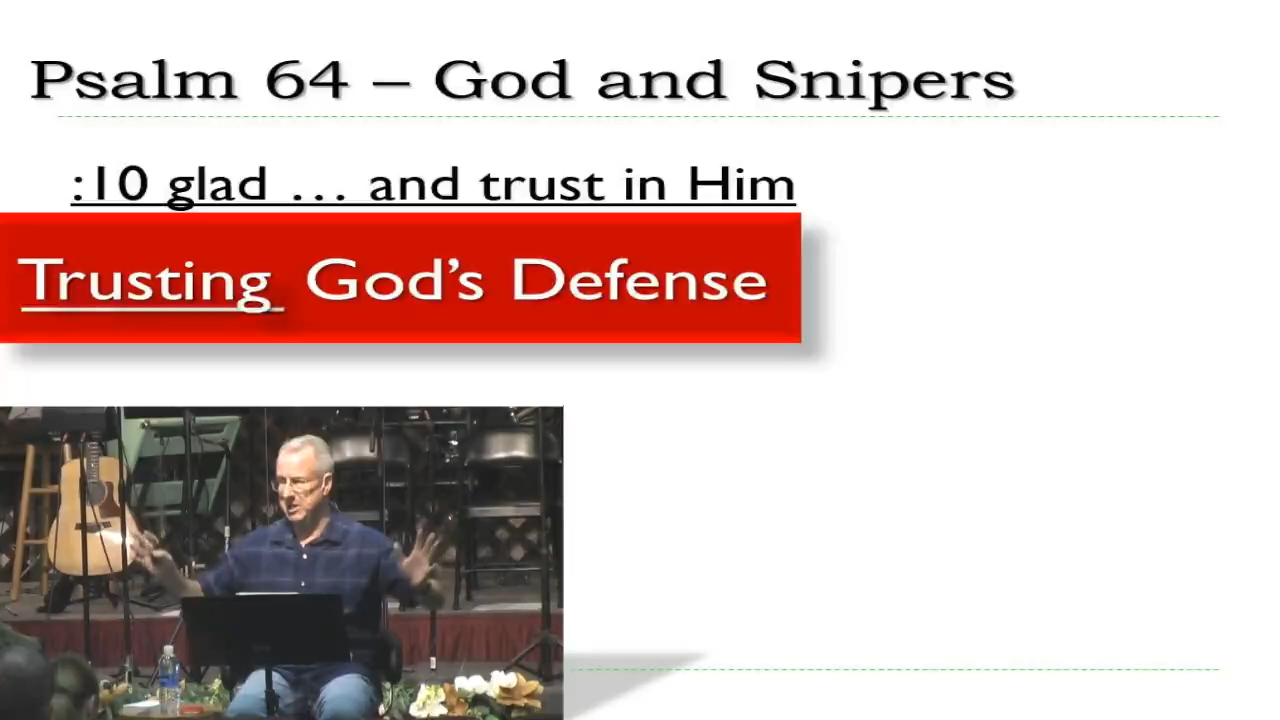 Psalm 64 – God and Snipers
:10 glad … and trust in Him
Trusting God’s Defense